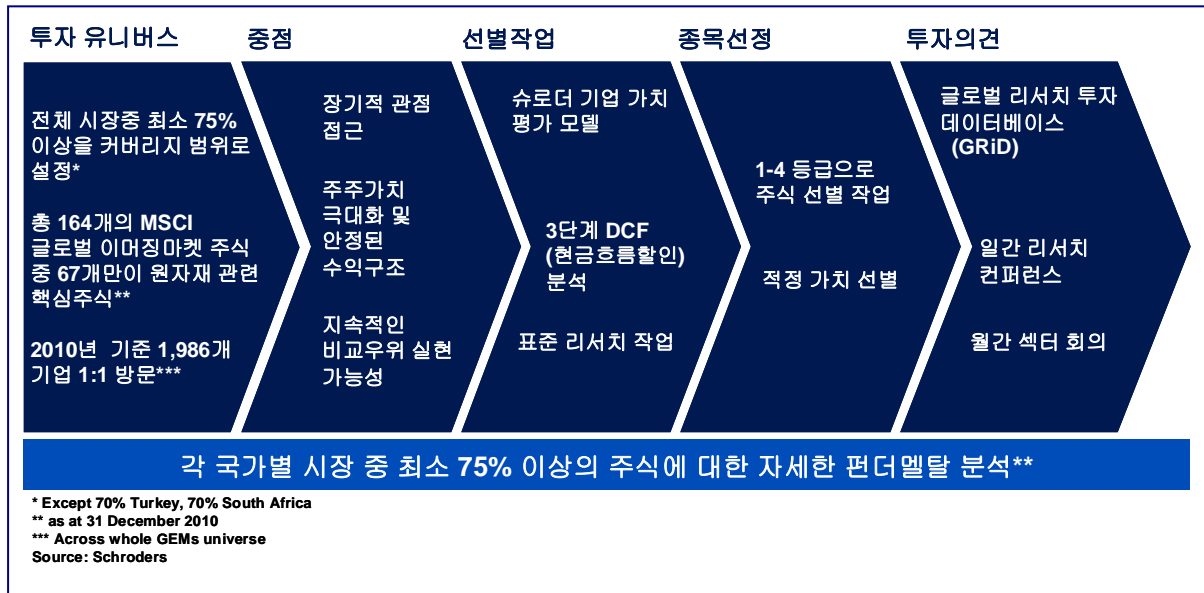 투자 유니버스
전체 시장중 최소 75%
이상을 커버리지 범위로
설정*
총 164개의 MSCI
글로벌 이머징마켓 주식
중 67개만이 원자재 관련
핵심주식**
2010년 기준 1,986개
기업 1:1 방문***
중점
장기적 관점
접근
주주가치
극대화 및
안정된
수익구조
지속적인
비교우위 실현
가능성
선별작업
슈로더 기업 가치
평가 모델
3단계 DCF
(현금흐름할인)
분석
표준 리서치 작업
종목선정
1-4 등급으로
주식 선별 작업
적정 가치 선별
투자의견
글로벌 리서치 투자
데이터베이스
(GRiD)
일간 리서치
컨퍼런스
월간 섹터 회의
각 국가별 시장 중 최소 75% 이상의 주식에 대한 자세한 펀더멜탈 분석**
* Except 70% Turkey, 70% South Africa
** as at 31 December 2010
*** Across whole GEMs universe
Source: Schroders